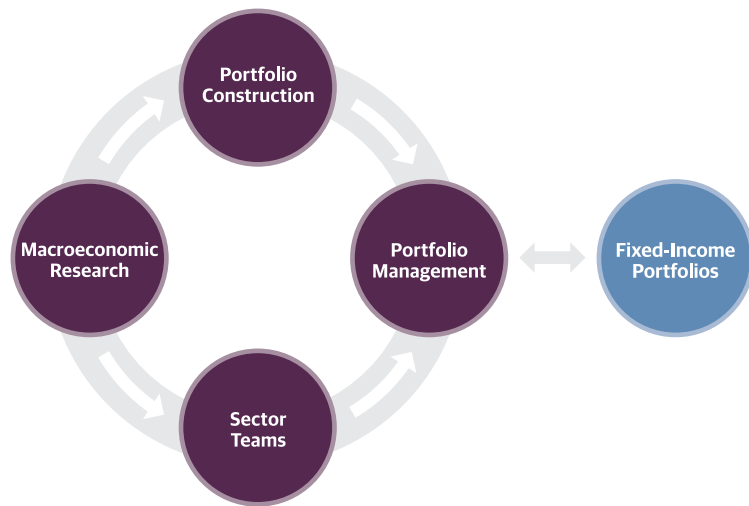 Portfolio
Construction
Macroeconomic
Research
Portfolio
Management
Fixed-Income
Portfolios
Sector
Teams